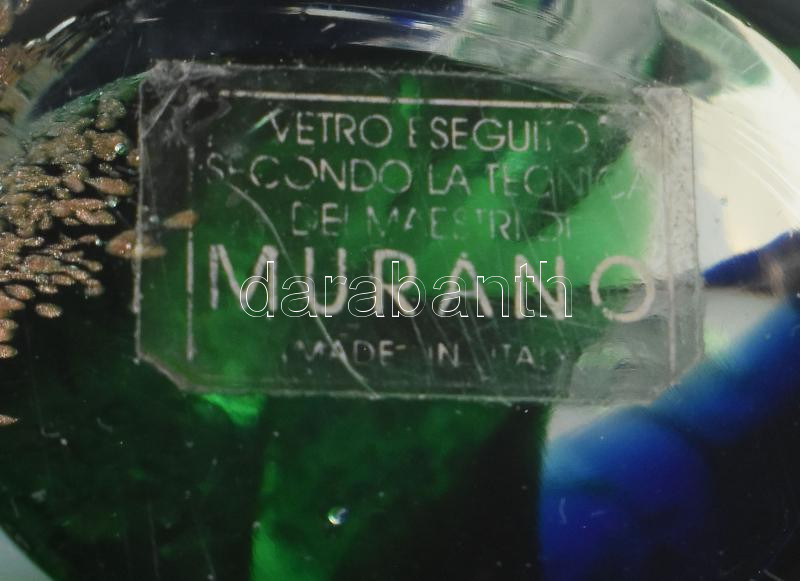 VETRO ESEGUITO
SECONDO LA TECNICA
DEI MAESTRI DI
MURANO
darabanth
MADE IN ITALY